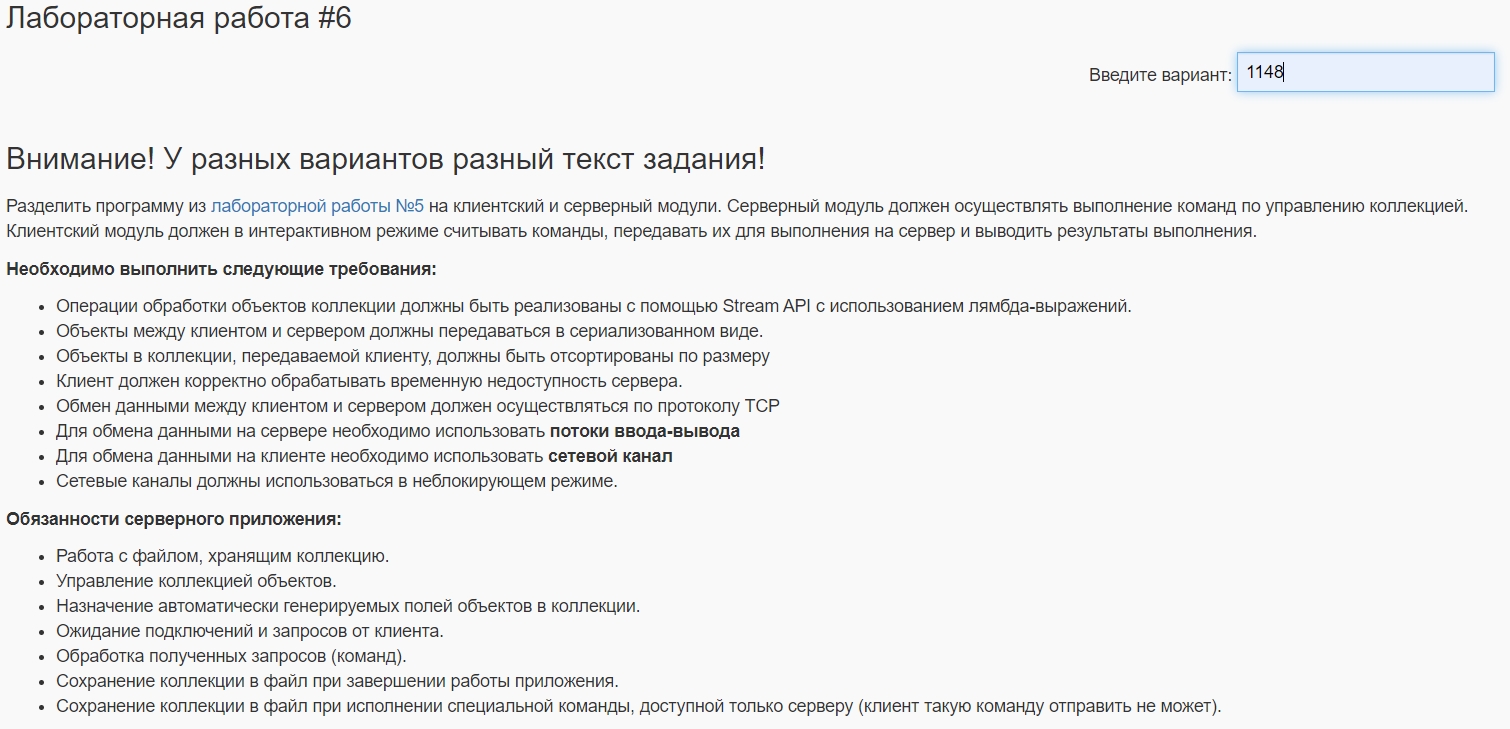 Лабораторная работа #6
Введите вариант: 1148
Внимание! У разных вариантов разный текст задания!
Разделить программу из лабораторной работы №5 на клиентский и серверный модули. Серверный модуль должен осуществлять выполнение команд по управлению коллекцией.
Клиентский модуль должен в интерактивном режиме считывать команды, передавать их для выполнения на сервер и выводить результаты выполнения.
Необходимо выполнить следующие требования:
• Операции обработки объектов коллекции должны быть реализованы с помощью Stream API с использованием лямбда-выражений.
• Объекты между клиентом и сервером должны передаваться в сериализованном виде.
• Объекты в коллекции, передаваемой клиенту, должны быть отсортированы по размеру
• Клиент должен корректно обрабатывать временную недоступность сервера.
• Обмен данными между клиентом и сервером должен осуществляться по протоколу TCP
• Для обмена данными на сервере необходимо использовать потоки ввода-вывода
• Для обмена данными на клиенте необходимо использовать сетевой канал
• Сетевые каналы должны использоваться в неблокирующем режиме.
Обязанности серверного приложения:
• Работа с файлом, хранящим коллекцию.
• Управление коллекцией объектов.
• Назначение автоматически генерируемых полей объектов в коллекции.
• Ожидание подключений и запросов от клиента.
• Обработка полученных запросов (команд).
• Сохранение коллекции в файл при завершении работы приложения.
• Сохранение коллекции в файл при исполнении специальной команды, доступной только серверу (клиент такую команду отправить не может).